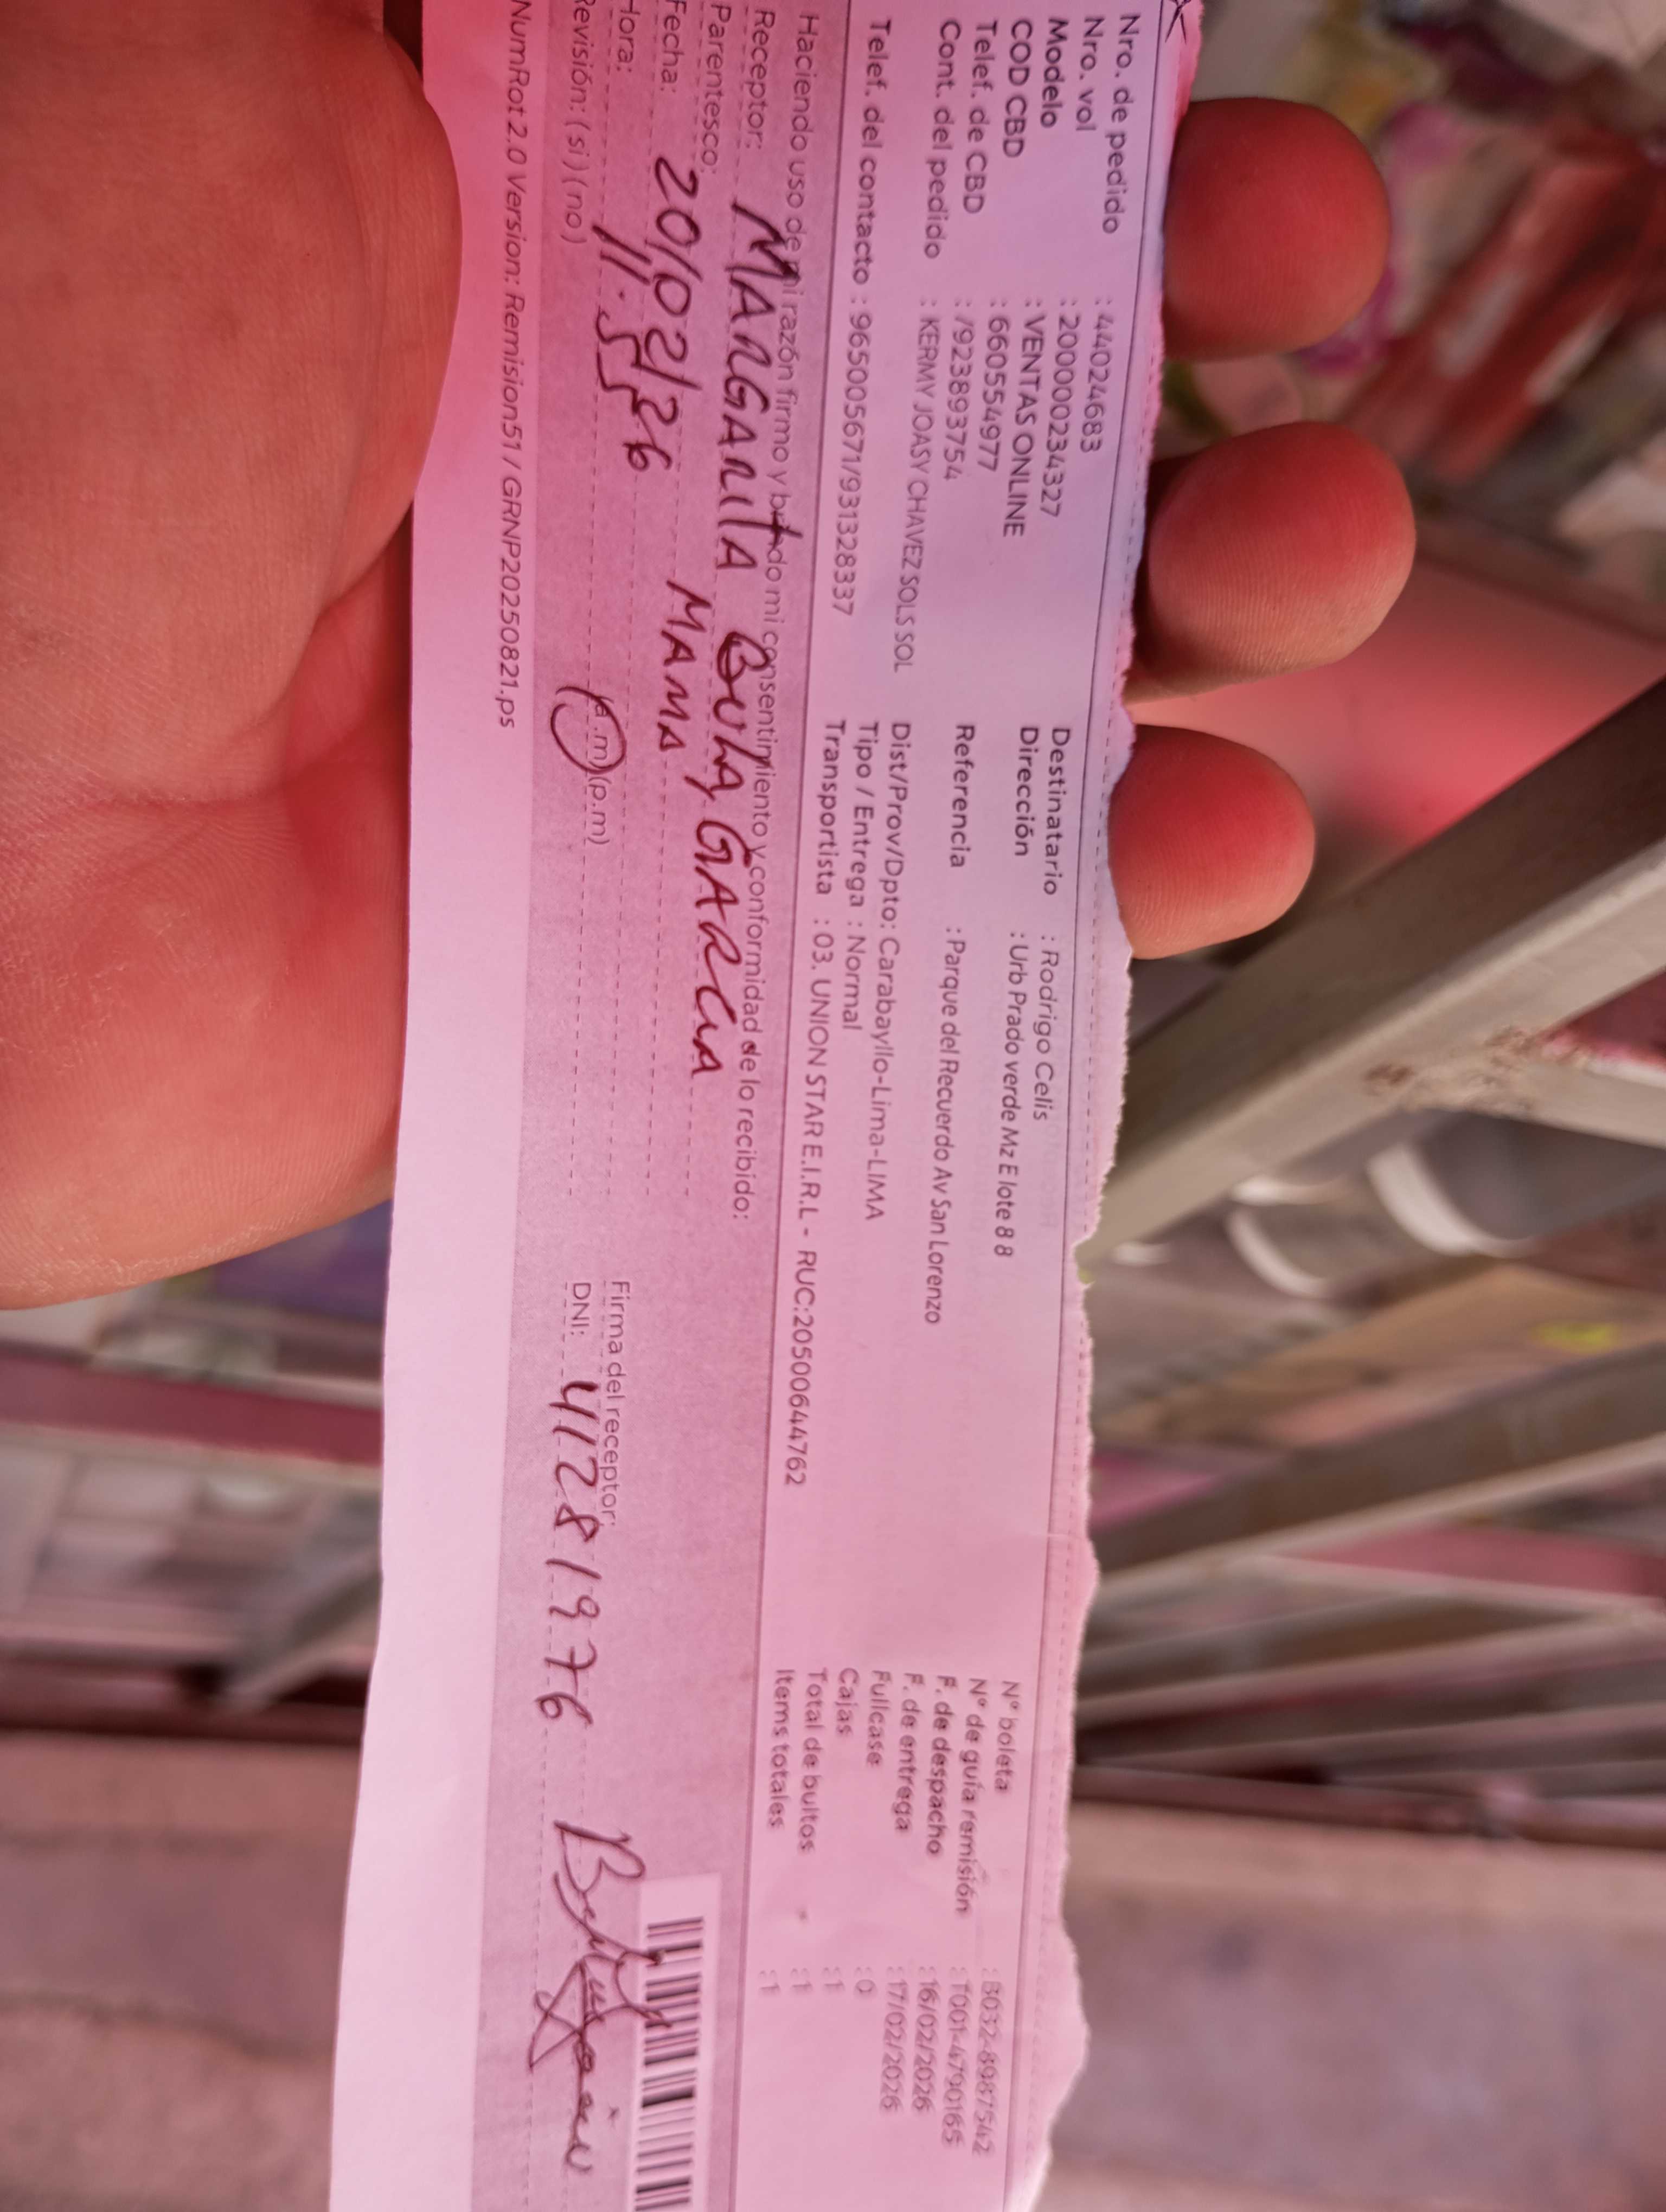 Nro. de pedido : 44024683
Nro. vol : 2000000234327
Modelo : VENTAS ONLINE
COD CBD : 660554977
Telef. de CBD : /923893754
Cont. del pedido : KERMY JOASY CHAVEZ SOLS SOL
Telef. del contacto : 965005671/931328337
Destinatario : Rodrigo Celis
Dirección : Urb Prado verde Mz E lote 8 8
Referencia : Parque del Recuerdo Av San Lorenzo
Dist/Prov/Dpto: Carabayllo-Lima-LIMA
Tipo / Entrega : Normal
Transportista : 03. UNION STAR E.I.R.L - RUC:20500644762
N° boleta : B032-8987542
N° de guía remisión : T001-4790165
F. de despacho : 16/02/2026
F. de entrega : 17/02/2026
Fullcase : 0
Cajas : 1
Total de bultos : 1
Items totales : 1
Haciendo uso de mi razón firmo y brindo mi consentimiento y conformidad de lo recibido:
Receptor: MARGARITA GARCIA
Parentesco: MAMA
Fecha: 20/02/26
Hora: 11.55 (a.m) (p.m)
Revisión: (si) (no)
Firma del receptor:
DNI: 41281976
NumRot2.0 Version: Remision51 / GRNP20250821.ps